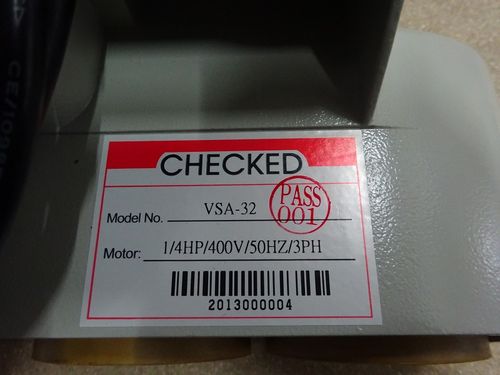 CHECKED
Model No. VSA-32
PASS
001
Motor: 1/4HP/400V/50HZ/3PH
2013000004